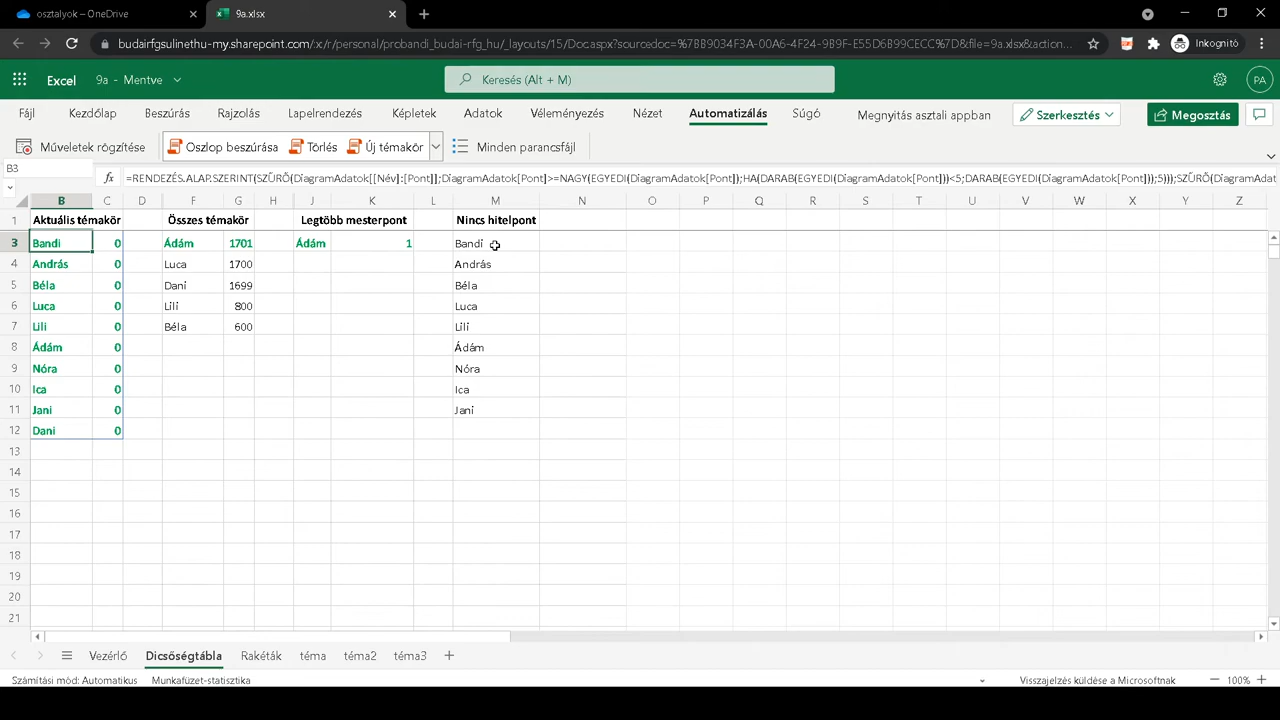 osztalyok – OneDrive
9a.xlsx
budairfgsulinethu-my.sharepoint.com/:x:/r/personal/probandi_budai-rfg_hu/_layouts/15/Doc.aspx?sourcedoc=%7BB9034F3A-00A6-4F24-9B9F-E55D6B9CECC%7D&file=9a.xlsx&action...
Inkognitó
Excel
9a - Mentve
Keresés (Alt + M)
PA
Fájl Kezdőlap Beszúrás Rajzolás Lapelrendezés Képletek Adatok Véleményezés Nézet Automatizálás Súgó Megnyitás asztali appban Szerkesztés Megosztás
Műveletek rögzítése Oszlop beszúrása Törlés Új témakör Minden parancsfájl
B3 fx =RENDEZÉS.ALAP.SZERINT(SZŰRŐ(DiagramAdatok[[Név]:[Pont]];DiagramAdatok[Pont]>=NAGY(EGYEDI(DiagramAdatok[Pont]);HA(DARAB(EGYEDI(DiagramAdatok[Pont]))<5;DARAB(EGYEDI(DiagramAdatok[Pont]));5)));SZŰRŐ(DiagramAdat
B C D F G H J K L M N O P Q R S T U V W X Y Z
1 Aktuális témakör Összes témakör Legtöbb mesterpont Nincs hitelpont
3 Bandi 0 Ádám 1701 Ádám 1 Bandi
4 András 0 Luca 1700 András
5 Béla 0 Dani 1699 Béla
6 Luca 0 Lili 800 Luca
7 Lili 0 Béla 600 Lili
8 Ádám 0 Ádám
9 Nóra 0 Nóra
10 Ica 0 Ica
11 Jani 0 Jani
12 Dani 0
13
14
15
16
17
18
19
20
21
Vezérlő Dicsőségtábla Rakéták téma téma2 téma3
Számítási mód: Automatikus Munkafüzet-statisztika Visszajelzés küldése a Microsoftnak 100%